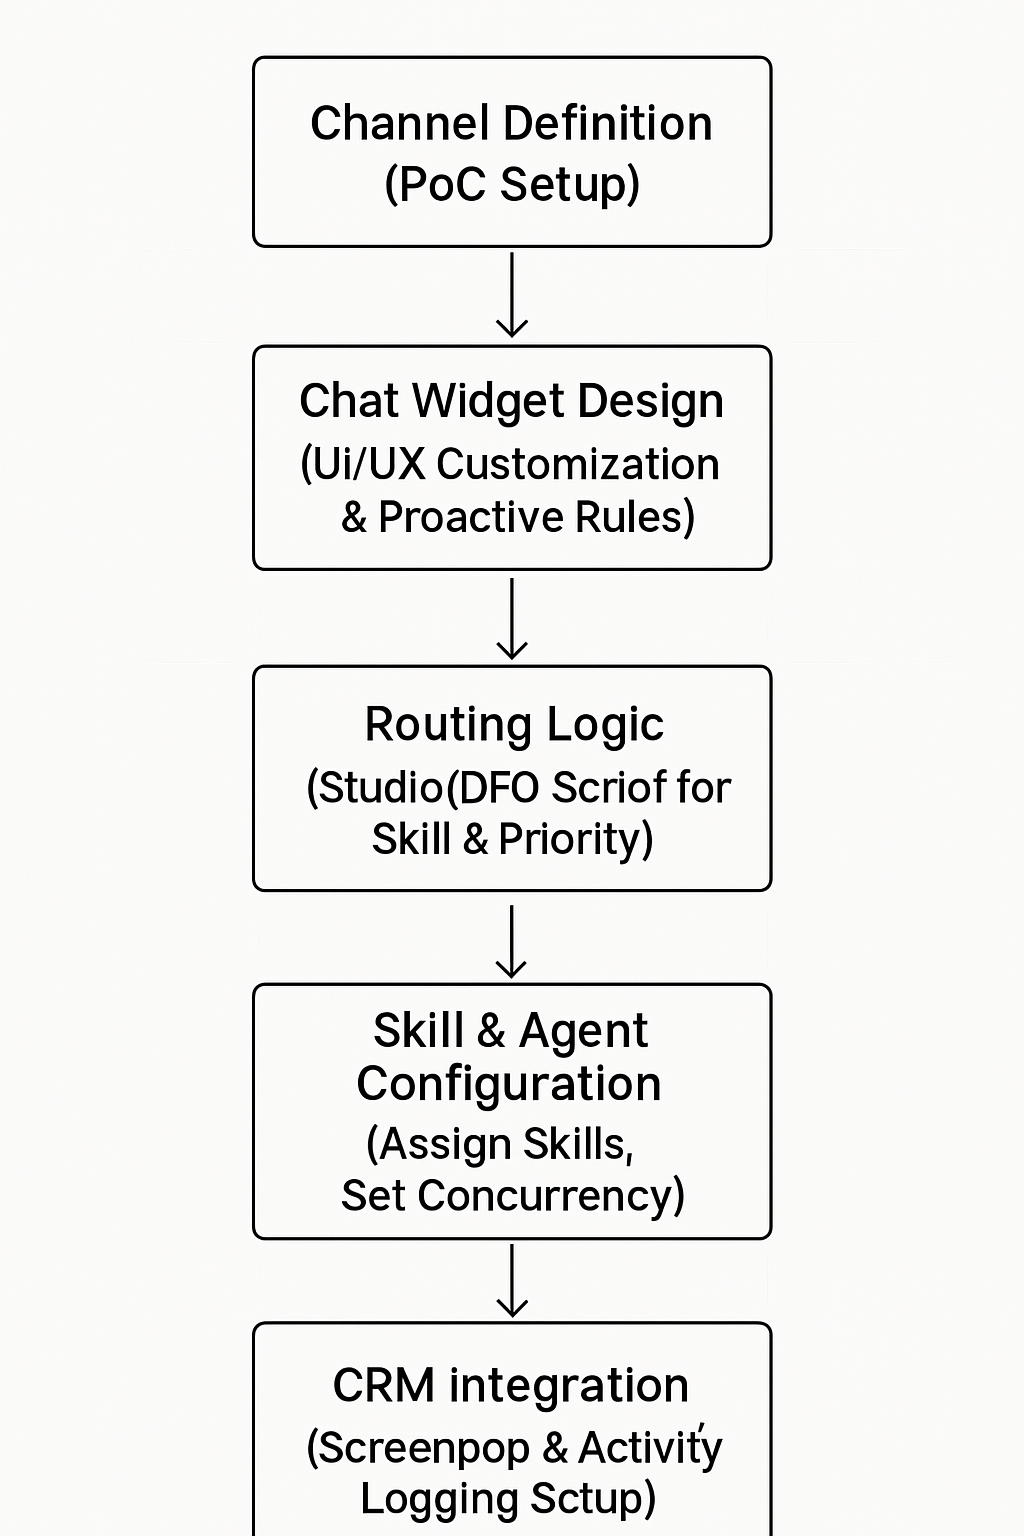 Channel Definition
(PoC Setup)
Chat Widget Design
(Ui/UX Customization
& Proactive Rules)
Routing Logic
(Studio(DFO Scriof for
Skill & Priority)
Skill & Agent
Configuration
(Assign Skills,
Set Concurrency)
CRM integration
(Screenpop & Activity
Logging Sctup)